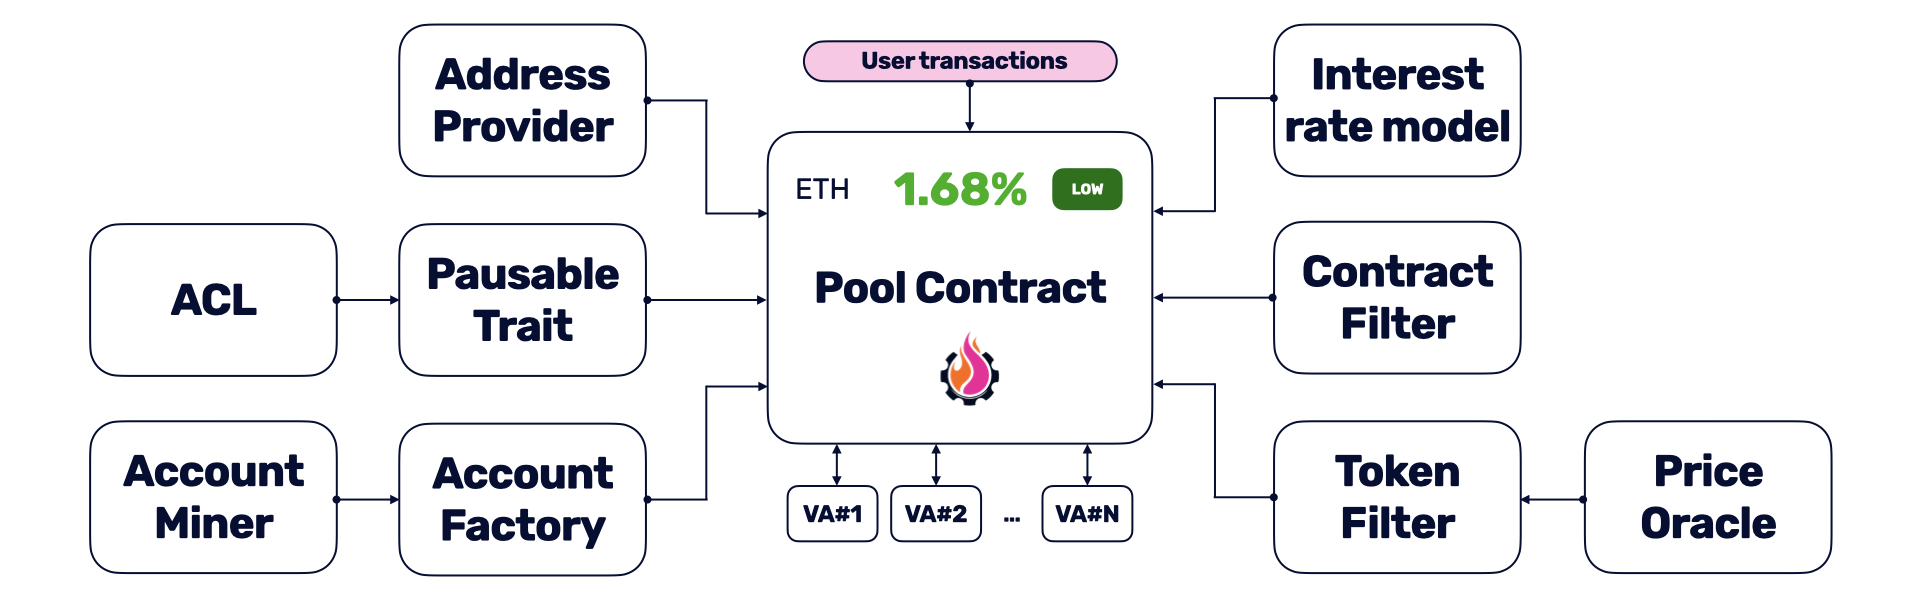 User transactions
Address
Provider
Interest
rate model
ETH 1.68% LOW
ACL
Pausable
Trait
Pool Contract
Contract
Filter
Account
Miner
Account
Factory
VA#1 VA#2 ... VA#N
Token
Filter
Price
Oracle